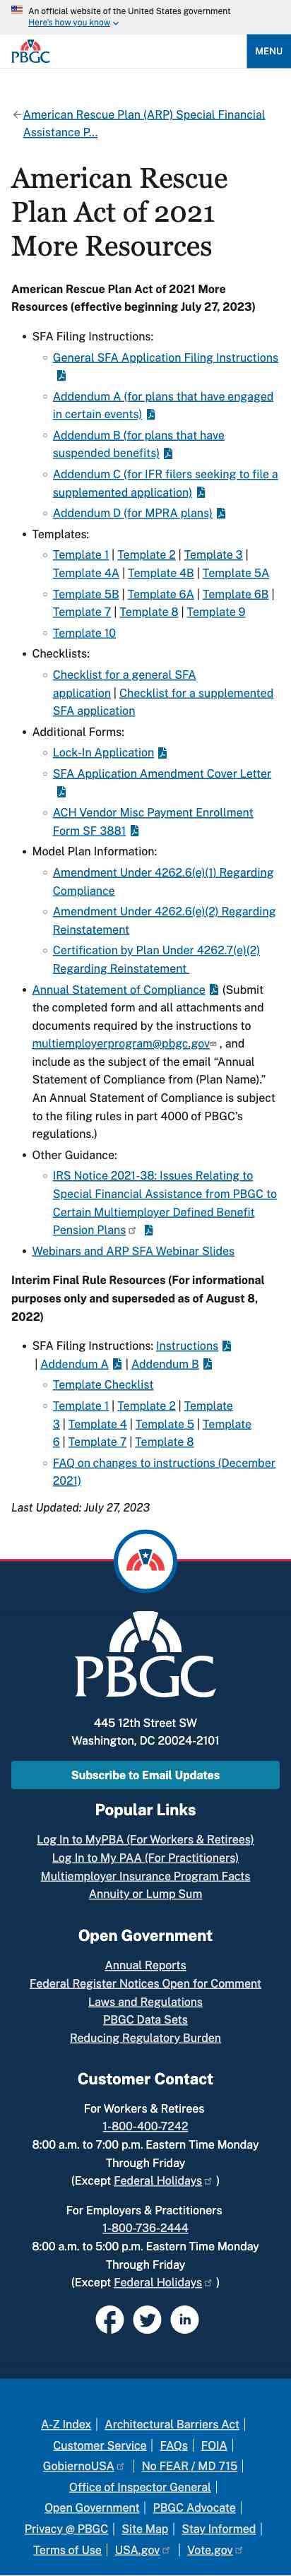 An official website of the United States government
Here's how you know
PBGC
MENU
American Rescue Plan (ARP) Special Financial
Assistance P...
American Rescue
Plan Act of 2021
More Resources
American Rescue Plan Act of 2021 More
Resources (effective beginning July 27, 2023)
• SFA Filing Instructions:
General SFA Application Filing Instructions
Addendum A (for plans that have engaged
in certain events)
Addendum B (for plans that have
suspended benefits)
Addendum C (for IFR filers seeking to file a
supplemented application)
Addendum D (for MPRA plans)
• Templates:
Template 1 | Template 2 | Template 3 |
Template 4A | Template 4B | Template 5A
Template 5B | Template 6A | Template 6B |
Template 7 | Template 8 | Template 9
Template 10
• Checklists:
Checklist for a general SFA
application | Checklist for a supplemented
SFA application
• Additional Forms:
Lock-In Application
SFA Application Amendment Cover Letter
ACH Vendor Misc Payment Enrollment
Form SF 3881
• Model Plan Information:
Amendment Under 4262.6(e)(1) Regarding
Compliance
Amendment Under 4262.6(e)(2) Regarding
Reinstatement
Certification by Plan Under 4262.7(e)(2)
Regarding Reinstatement
• Annual Statement of Compliance (Submit
the completed form and all attachments and
documents required by the instructions to
multiemployerprogram@pbgc.gov , and
include as the subject of the email “Annual
Statement of Compliance from (Plan Name).”
An Annual Statement of Compliance is subject
to the filing rules in part 4000 of PBGC’s
regulations.)
• Other Guidance:
IRS Notice 2021-38: Issues Relating to
Special Financial Assistance from PBGC to
Certain Multiemployer Defined Benefit
Pension Plans
• Webinars and ARP SFA Webinar Slides
Interim Final Rule Resources (For informational
purposes only and superseded as of August 8,
2022)
• SFA Filing Instructions: Instructions
| Addendum A | Addendum B
Template Checklist
Template 1 | Template 2 | Template
3 | Template 4 | Template 5 | Template
6 | Template 7 | Template 8
FAQ on changes to instructions (December
2021)
Last Updated: July 27, 2023
PBGC
445 12th Street SW
Washington, DC 20024-2101
Subscribe to Email Updates
Popular Links
Log In to MyPBA (For Workers & Retirees)
Log In to My PAA (For Practitioners)
Multiemployer Insurance Program Facts
Annuity or Lump Sum
Open Government
Annual Reports
Federal Register Notices Open for Comment
Laws and Regulations
PBGC Data Sets
Reducing Regulatory Burden
Customer Contact
For Workers & Retirees
1-800-400-7242
8:00 a.m. to 7:00 p.m. Eastern Time Monday
Through Friday
(Except Federal Holidays )
For Employers & Practitioners
1-800-736-2444
8:00 a.m. to 5:00 p.m. Eastern Time Monday
Through Friday
(Except Federal Holidays )
in
A-Z Index | Architectural Barriers Act |
Customer Service | FAQs | FOIA |
GobiernoUSA | No FEAR / MD 715 |
Office of Inspector General |
Open Government | PBGC Advocate |
Privacy @ PBGC | Site Map | Stay Informed |
Terms of Use | USA.gov | Vote.gov